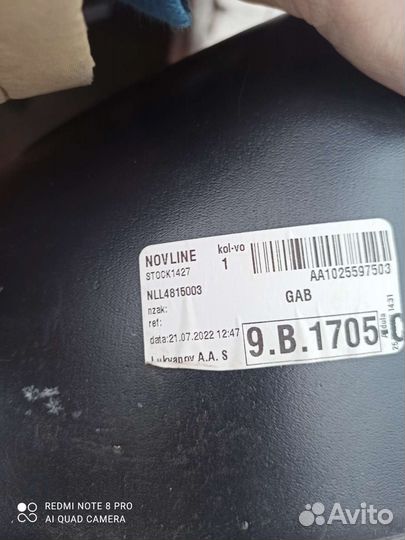 NOVLINE kol-vo
STOCK1427 1
AA1025597503
NLL4815003 GAB
nzak:
ref:
data:21.07.2022 12:47
9.B.1705
Lukyanov A.A. S
REDMI NOTE 8 PRO
AI QUAD CAMERA
Avito